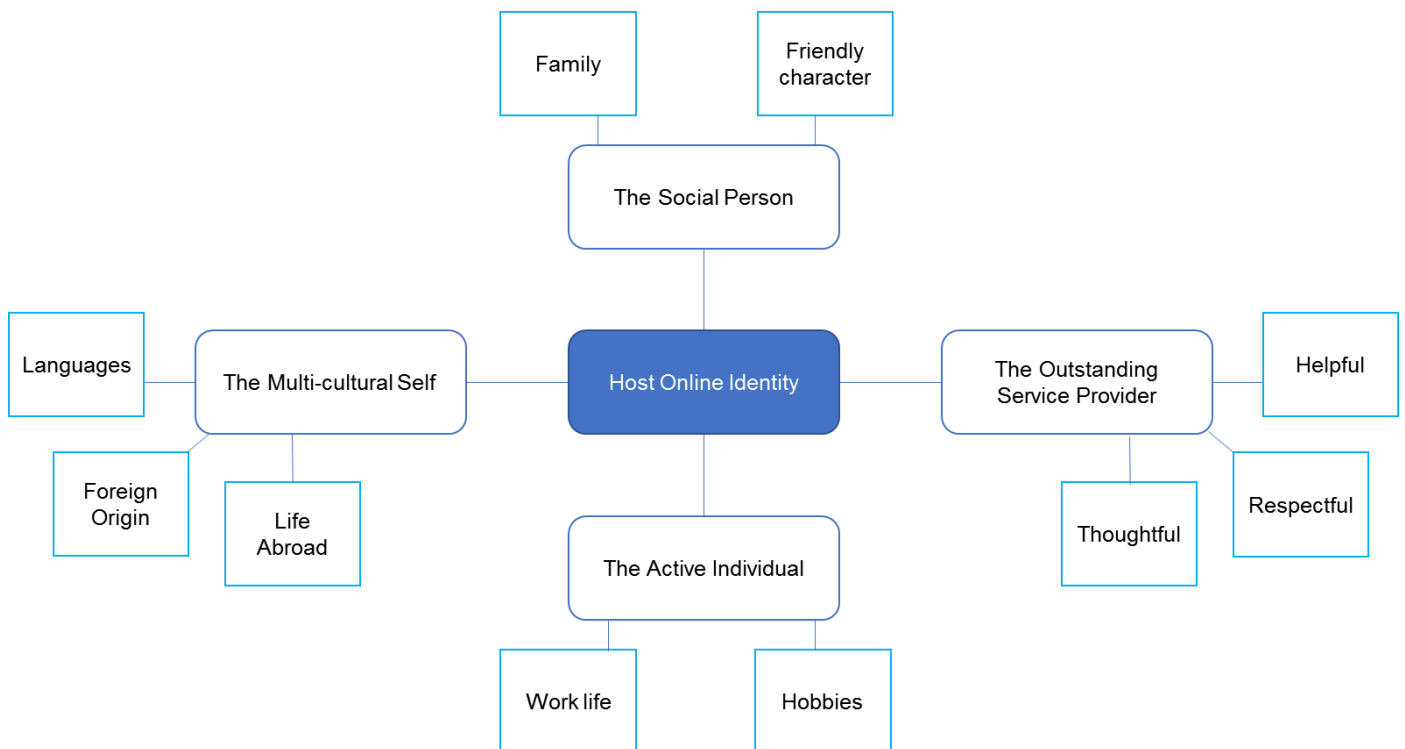 Family
Friendly
character
The Social Person
Languages
The Multi-cultural Self
Host Online Identity
The Outstanding
Service Provider
Helpful
Foreign
Origin
Life
Abroad
Thoughtful
Respectful
The Active Individual
Work life
Hobbies